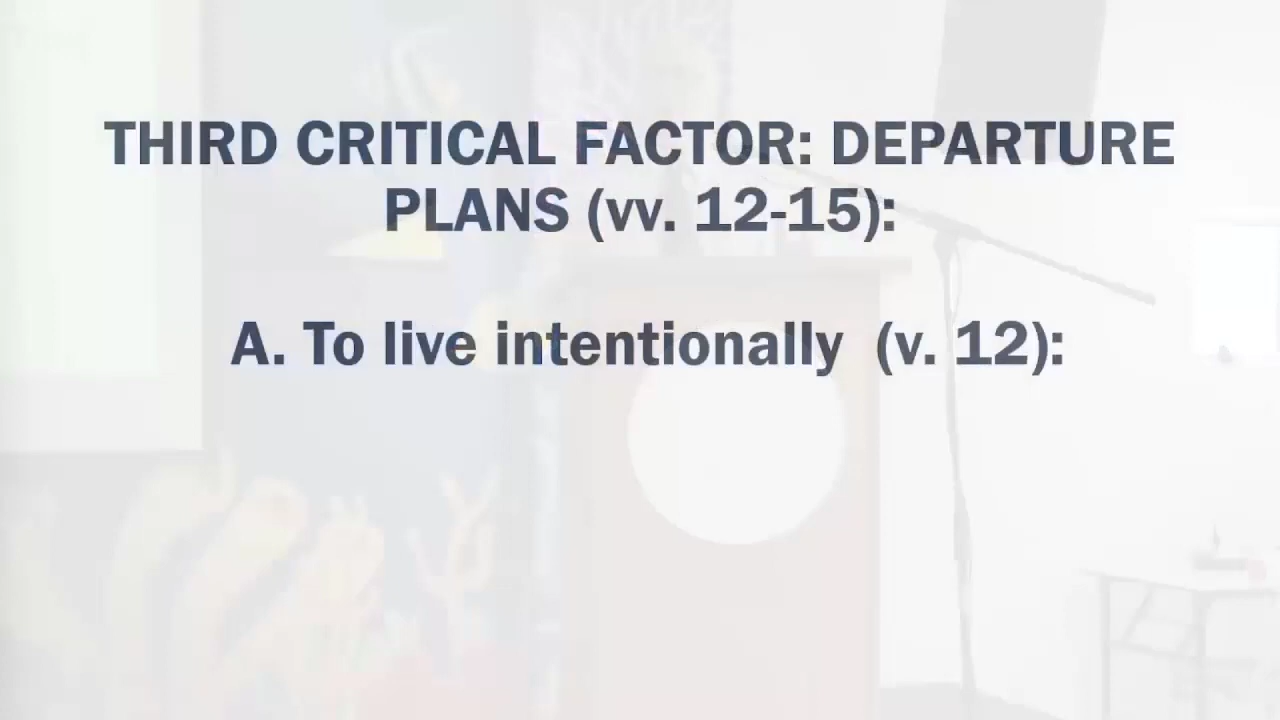 THIRD CRITICAL FACTOR: DEPARTURE
PLANS (vv. 12-15):
A. To live intentionally (v. 12):